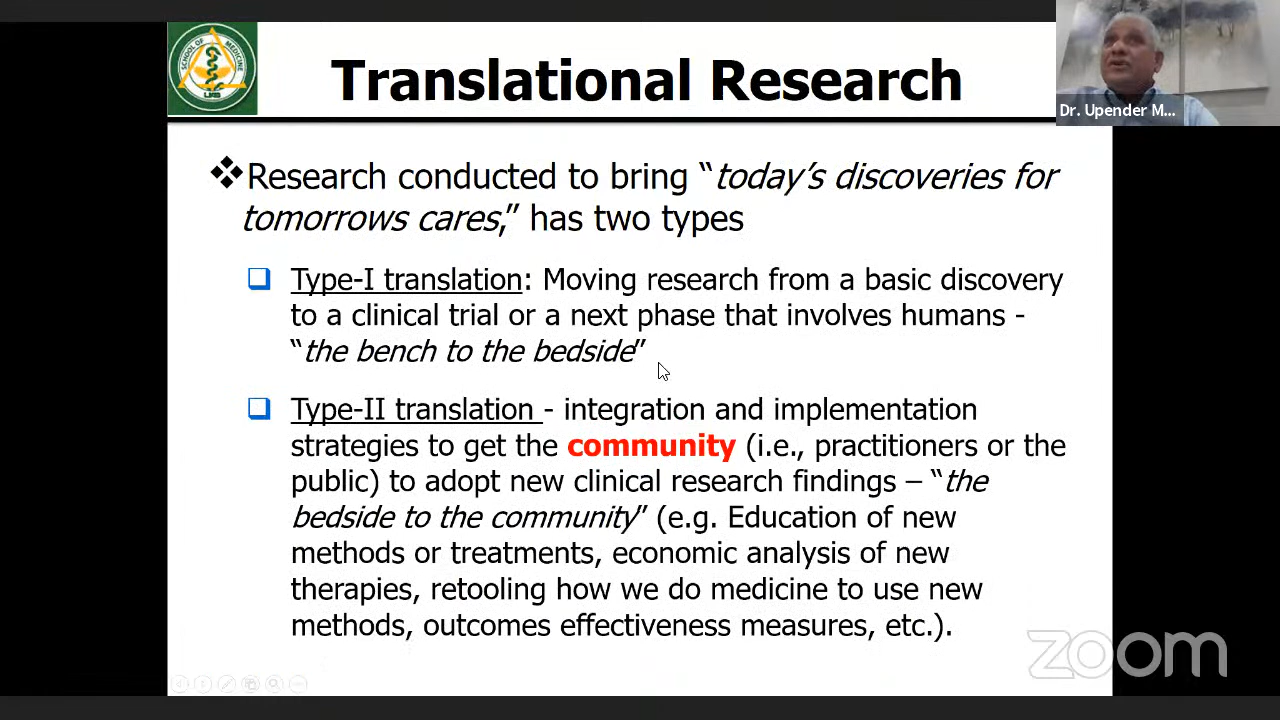 SCHOOL OF MEDICINE
Translational Research
Dr. Upender M...
Research conducted to bring “today’s discoveries for
tomorrows cares,” has two types
Type-I translation: Moving research from a basic discovery
to a clinical trial or a next phase that involves humans -
“the bench to the bedside”
Type-II translation - integration and implementation
strategies to get the community (i.e., practitioners or the
public) to adopt new clinical research findings – “the
bedside to the community” (e.g. Education of new
methods or treatments, economic analysis of new
therapies, retooling how we do medicine to use new
methods, outcomes effectiveness measures, etc.).
zoom